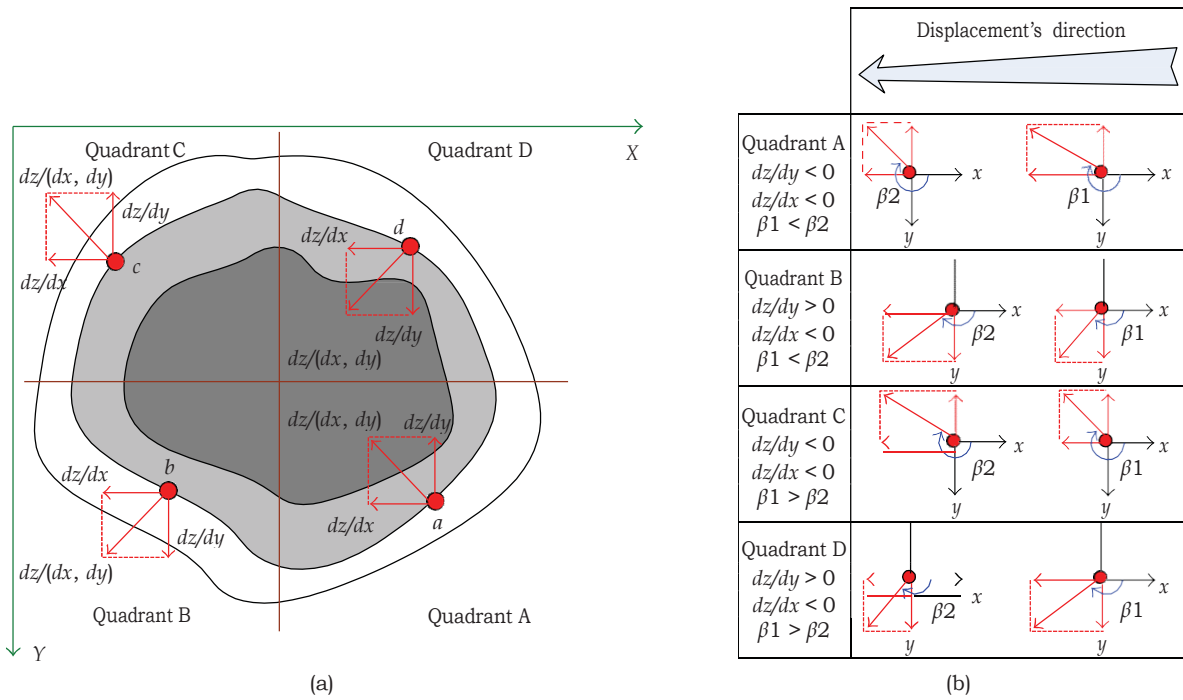 Quadrant C
Quadrant D
X
dz/(dx, dy)
dz/dy
dz/dx
c
d
dz/dx
dz/dy
dz/(dx, dy)
dz/(dx, dy)
dz/dy
b
dz/dx
dz/dx
a
dz/dy
dz/(dx, dy)
Quadrant B
Quadrant A
Y
(a)
Displacement's direction
Quadrant A
dz/dy < 0
dz/dx < 0
β1 < β2
x
β2
y
x
β1
y
Quadrant B
dz/dy > 0
dz/dx < 0
β1 < β2
x
β2
y
x
β1
y
Quadrant C
dz/dy < 0
dz/dx < 0
β1 > β2
x
β2
y
x
β1
y
Quadrant D
dz/dy > 0
dz/dx < 0
β1 > β2
x
β2
y
x
β1
y
(b)